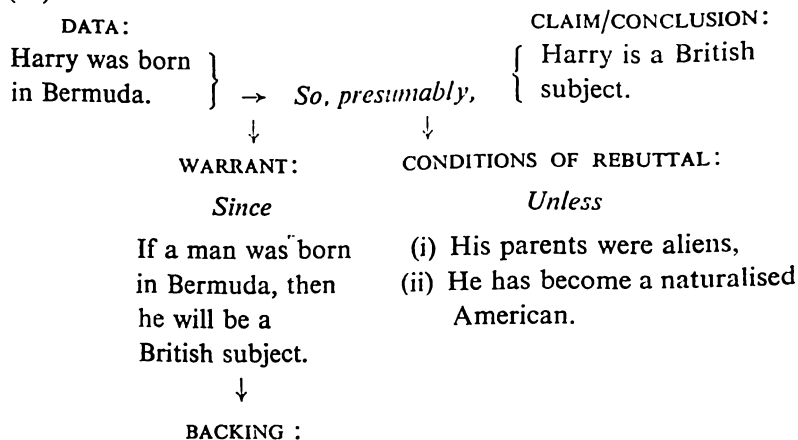 DATA:
CLAIM/CONCLUSION:
Harry was born
in Bermuda.
So, presumably,
Harry is a British
subject.
WARRANT:
CONDITIONS OF REBUTTAL:
Since
Unless
If a man was born
in Bermuda, then
he will be a
British subject.
(i) His parents were aliens,
(ii) He has become a naturalised
American.
BACKING :